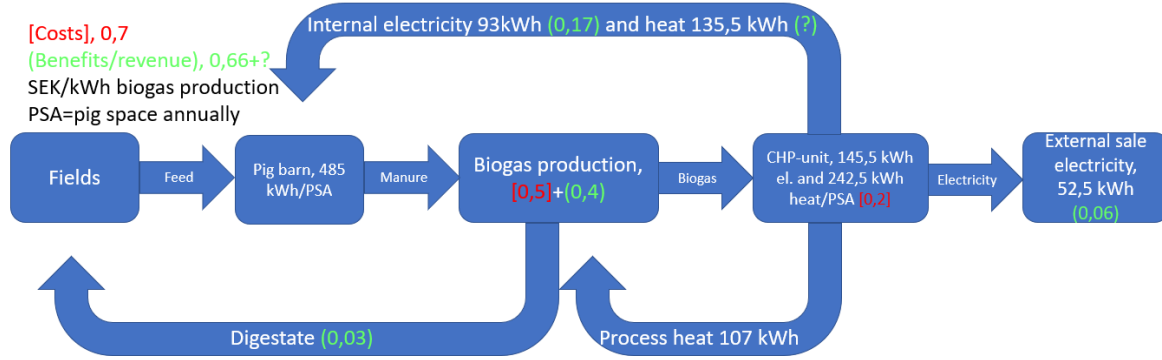 Internal electricity 93kWh (0,17) and heat 135,5 kWh (?)
[Costs], 0,7
(Benefits/revenue), 0,66+?
SEK/kWh biogas production
PSA=pig space annually
Fields
Feed
Pig barn, 485
kWh/PSA
Manure
Biogas production,
[0,5]+(0,4)
Biogas
CHP-unit, 145,5 kWh
el. and 242,5 kWh
heat/PSA [0,2]
Electricity
External sale
electricity,
52,5 kWh
(0,06)
Digestate (0,03)
Process heat 107 kWh